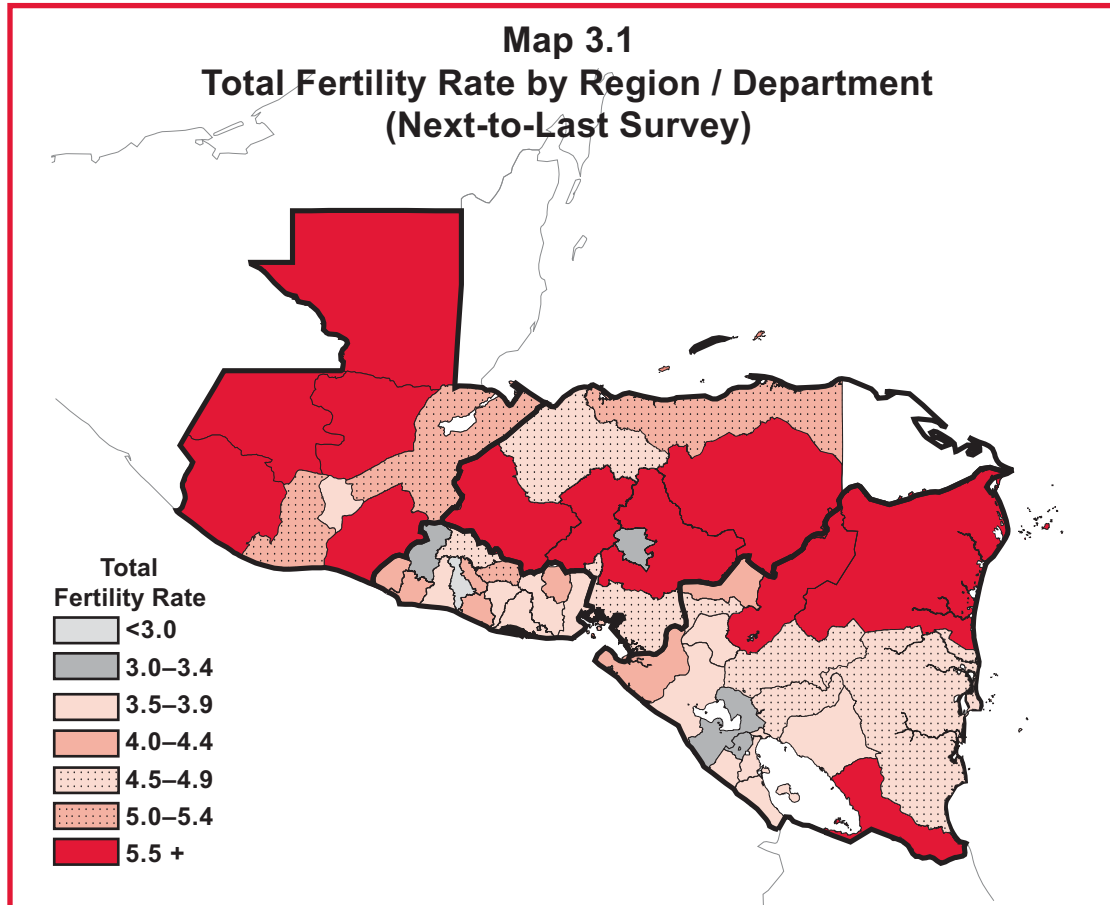 Map 3.1
Total Fertility Rate by Region / Department
(Next-to-Last Survey)
Total
Fertility Rate
<3.0
3.0–3.4
3.5–3.9
4.0–4.4
4.5–4.9
5.0–5.4
5.5 +